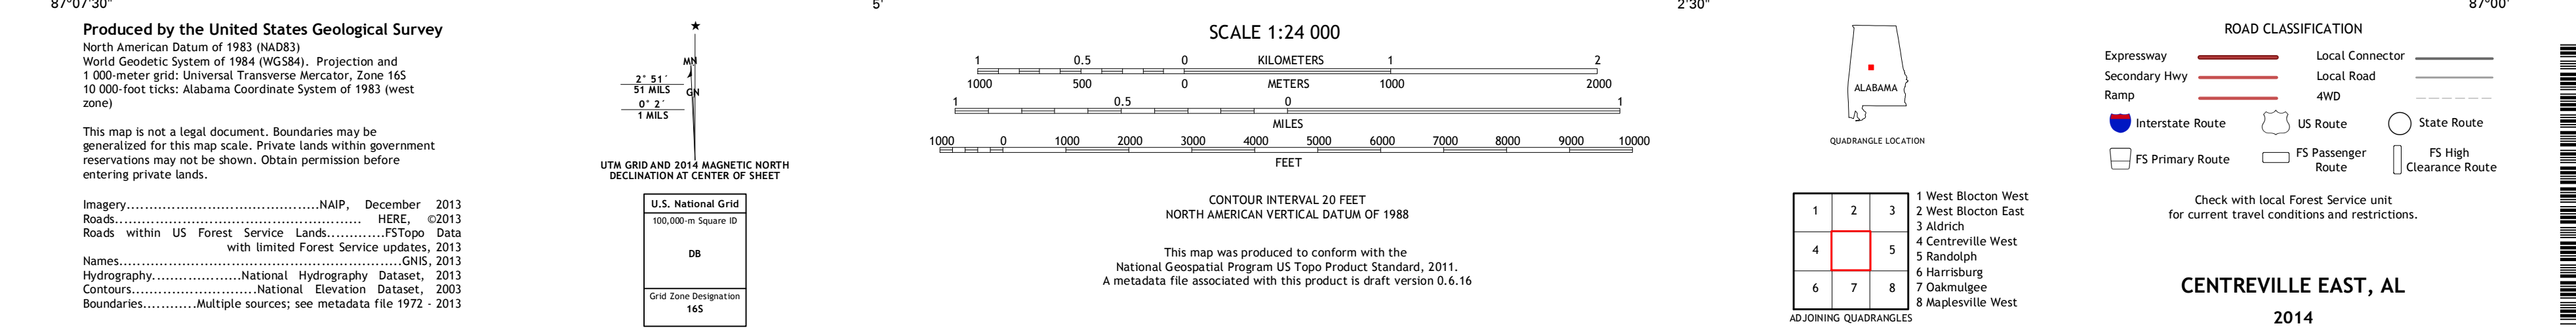 87°07'30"
5'
2'30"
87°00'
Produced by the United States Geological Survey
North American Datum of 1983 (NAD83)
World Geodetic System of 1984 (WGS84). Projection and
1 000-meter grid: Universal Transverse Mercator, Zone 16S
10 000-foot ticks: Alabama Coordinate System of 1983 (west
zone)
This map is not a legal document. Boundaries may be
generalized for this map scale. Private lands within government
reservations may not be shown. Obtain permission before
entering private lands.
Imagery.......................................NAIP, December 2013
Roads.................................................. HERE, ©2013
Roads within US Forest Service Lands............FSTopo Data
with limited Forest Service updates, 2013
Names......................................................GNIS, 2013
Hydrography...................National Hydrography Dataset, 2013
Contours..........................National Elevation Dataset, 2003
Boundaries...........Multiple sources; see metadata file 1972 - 2013
MN
2° 51´
51 MILS
GN
0° 2´
1 MILS
UTM GRID AND 2014 MAGNETIC NORTH
DECLINATION AT CENTER OF SHEET
U.S. National Grid
100,000-m Square ID
DB
Grid Zone Designation
16S
SCALE 1:24 000
1 0.5 0 KILOMETERS 1 2
1000 500 0 METERS 1000 2000
1 0.5 0 1
MILES
1000 0 1000 2000 3000 4000 5000 6000 7000 8000 9000 10000
FEET
CONTOUR INTERVAL 20 FEET
NORTH AMERICAN VERTICAL DATUM OF 1988
This map was produced to conform with the
National Geospatial Program US Topo Product Standard, 2011.
A metadata file associated with this product is draft version 0.6.16
ALABAMA
QUADRANGLE LOCATION
1 2 3
4 5
6 7 8
ADJOINING QUADRANGLES
1 West Blocton West
2 West Blocton East
3 Aldrich
4 Centreville West
5 Randolph
6 Harrisburg
7 Oakmulgee
8 Maplesville West
ROAD CLASSIFICATION
Expressway Local Connector
Secondary Hwy Local Road
Ramp 4WD
Interstate Route US Route State Route
FS Primary Route
FS Passenger
Route
FS High
Clearance Route
Check with local Forest Service unit
for current travel conditions and restrictions.
CENTREVILLE EAST, AL
2014